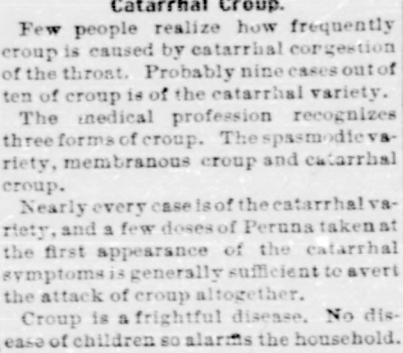 Catarrhal Croup.
Few people realize how frequently
croup is caused by catarrhal congestion
of the throat. Probably nine cases out of
ten of croup is of the catarrhal variety.
The medical profession recognizes
three forms of croup. The spasmodic va-
riety, membranous croup and catarrhal
croup.
Nearly every case is of the catarrhal va-
riety, and a few doses of Peruna taken at
the first appearance of the catarrhal
symptoms is generally sufficient to avert
the attack of croup altogether.
Croup is a frightful disease. No dis-
ease of children so alarms the household.